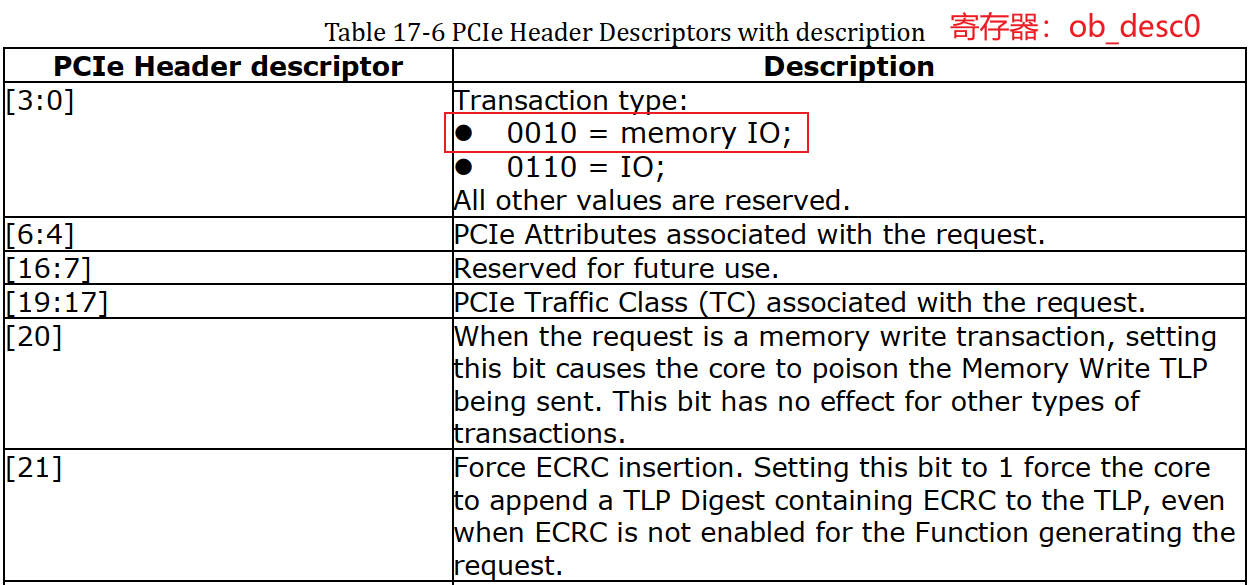 Table 17-6 PCIe Header Descriptors with description 寄存器：ob_desc0
PCIe Header descriptor Description
[3:0] Transaction type:
● 0010 = memory IO;
● 0110 = IO;
All other values are reserved.
[6:4] PCIe Attributes associated with the request.
[16:7] Reserved for future use.
[19:17] PCIe Traffic Class (TC) associated with the request.
[20] When the request is a memory write transaction, setting
this bit causes the core to poison the Memory Write TLP
being sent. This bit has no effect for other types of
transactions.
[21] Force ECRC insertion. Setting this bit to 1 force the core
to append a TLP Digest containing ECRC to the TLP, even
when ECRC is not enabled for the Function generating the
request.